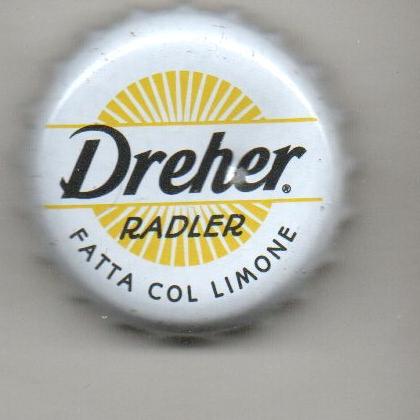 Dreher®
RADLER
FATTA COL LIMONE